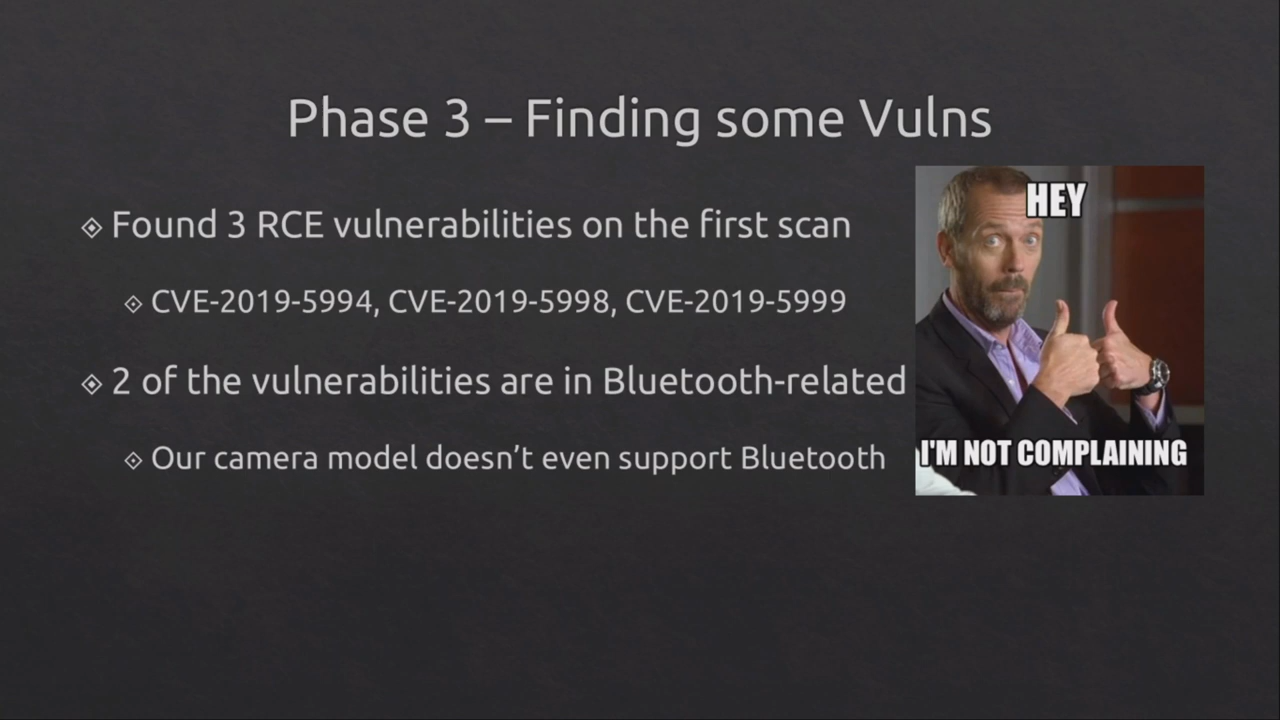 Phase 3 – Finding some Vulns
Found 3 RCE vulnerabilities on the first scan
CVE-2019-5994, CVE-2019-5998, CVE-2019-5999
2 of the vulnerabilities are in Bluetooth-related
Our camera model doesn’t even support Bluetooth
HEY
I'M NOT COMPLAINING